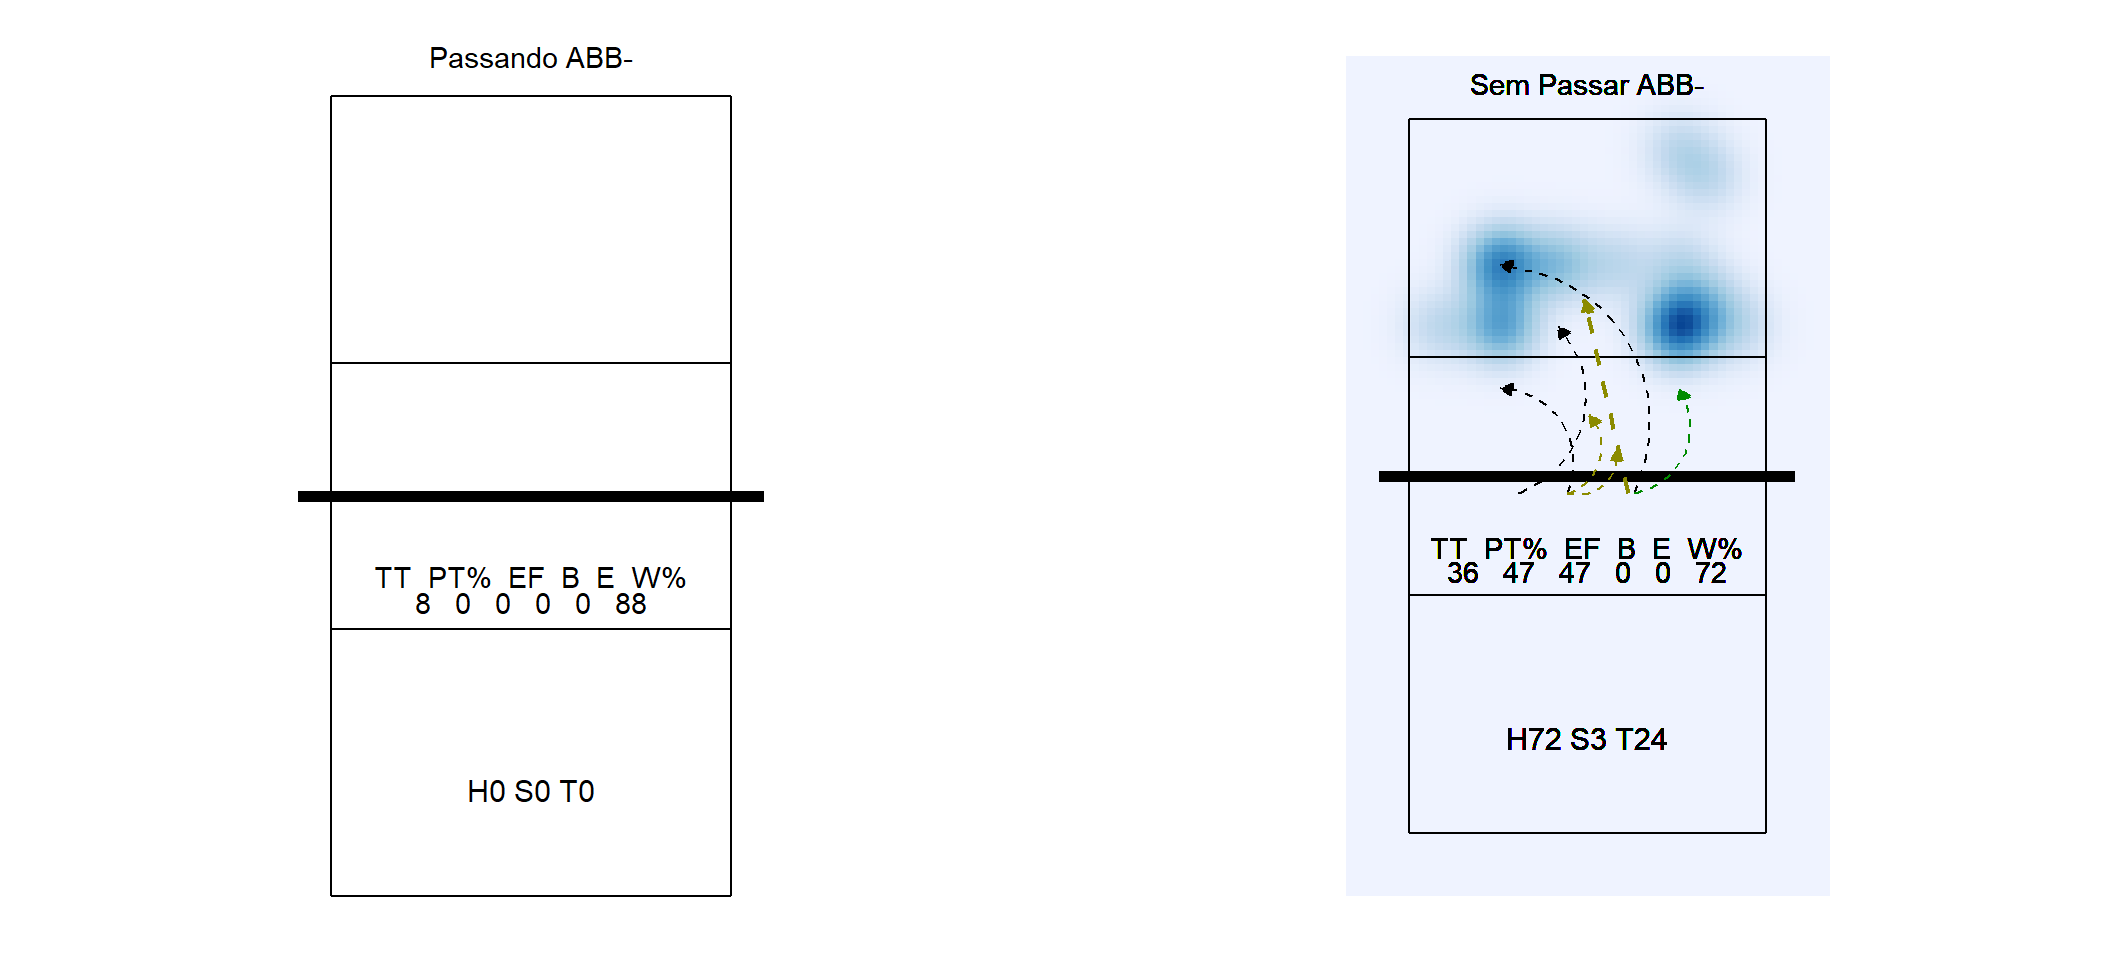 Passando ABB-
TT PT% EF B E W%
8 0 0 0 0 88
H0 S0 T0
Sem Passar ABB-
TT PT% EF B E W%
36 47 47 0 0 72
H72 S3 T24